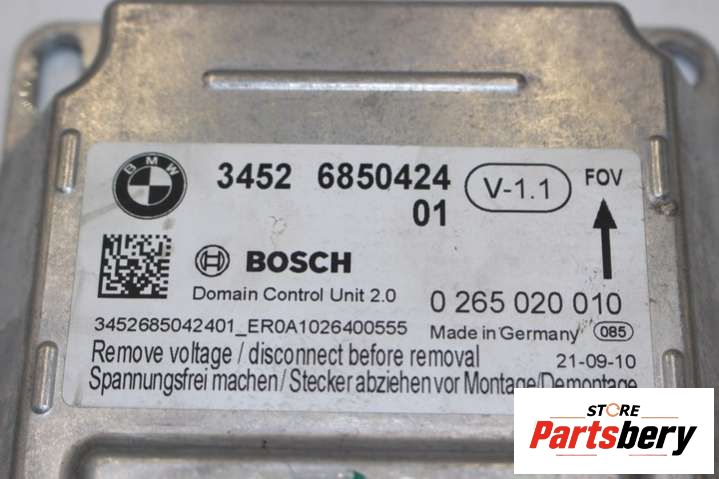 BMW
3452 6850424
01
V-1.1
FOV
BOSCH
Domain Control Unit 2.0
0 265 020 010
3452685042401_ER0A1026400555
Made in Germany
085
Remove voltage / disconnect before removal
21-09-10
Spannungsfrei machen / Stecker abziehen vor Montage/Demontage
STORE
Partsbery